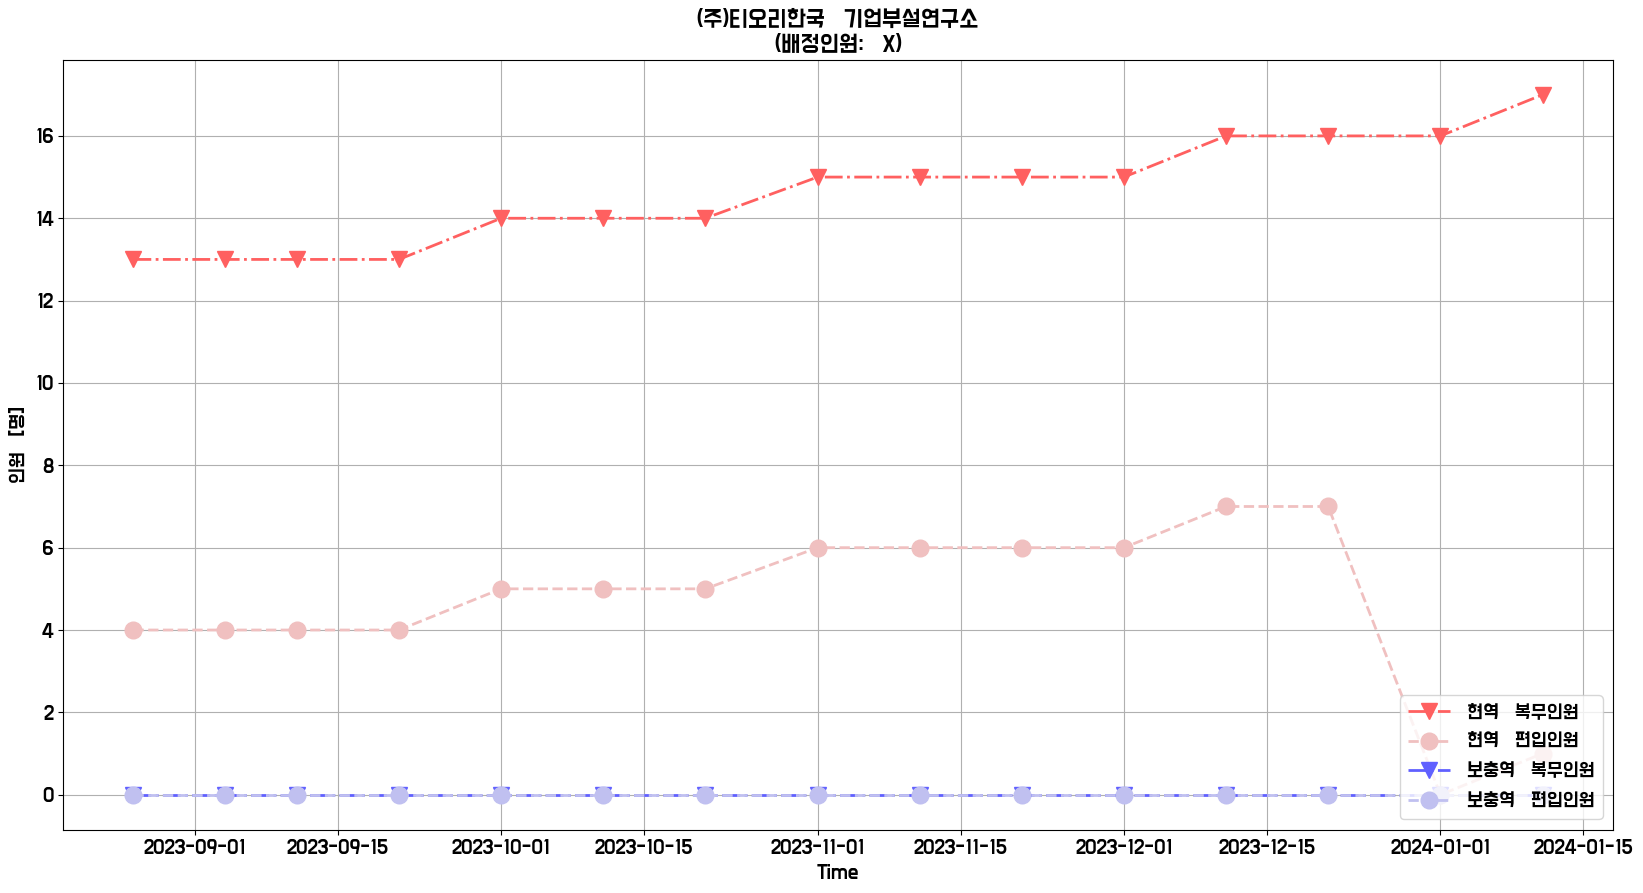 (주)티오리한국 기업부설연구소
(배정인원: X)
인원 [명]
16
14
12
10
8
6
4
2
0
현역 복무인원
현역 편입인원
보충역 복무인원
보충역 편입인원
2023-09-01 2023-09-15 2023-10-01 2023-10-15 2023-11-01 2023-11-15 2023-12-01 2023-12-15 2024-01-01 2024-01-15
Time